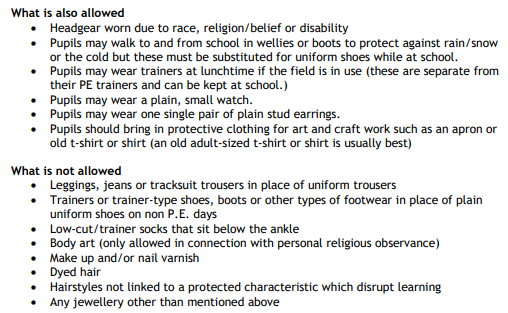 What is also allowed
• Headgear worn due to race, religion/belief or disability
• Pupils may walk to and from school in wellies or boots to protect against rain/snow
or the cold but these must be substituted for uniform shoes while at school.
• Pupils may wear trainers at lunchtime if the field is in use (these are separate from
their PE trainers and can be kept at school.)
• Pupils may wear a plain, small watch.
• Pupils may wear one single pair of plain stud earrings.
• Pupils should bring in protective clothing for art and craft work such as an apron or
old t-shirt or shirt (an old adult-sized t-shirt or shirt is usually best)
What is not allowed
• Leggings, jeans or tracksuit trousers in place of uniform trousers
• Trainers or trainer-type shoes, boots or other types of footwear in place of plain
uniform shoes on non P.E. days
• Low-cut/trainer socks that sit below the ankle
• Body art (only allowed in connection with personal religious observance)
• Make up and/or nail varnish
• Dyed hair
• Hairstyles not linked to a protected characteristic which disrupt learning
• Any jewellery other than mentioned above